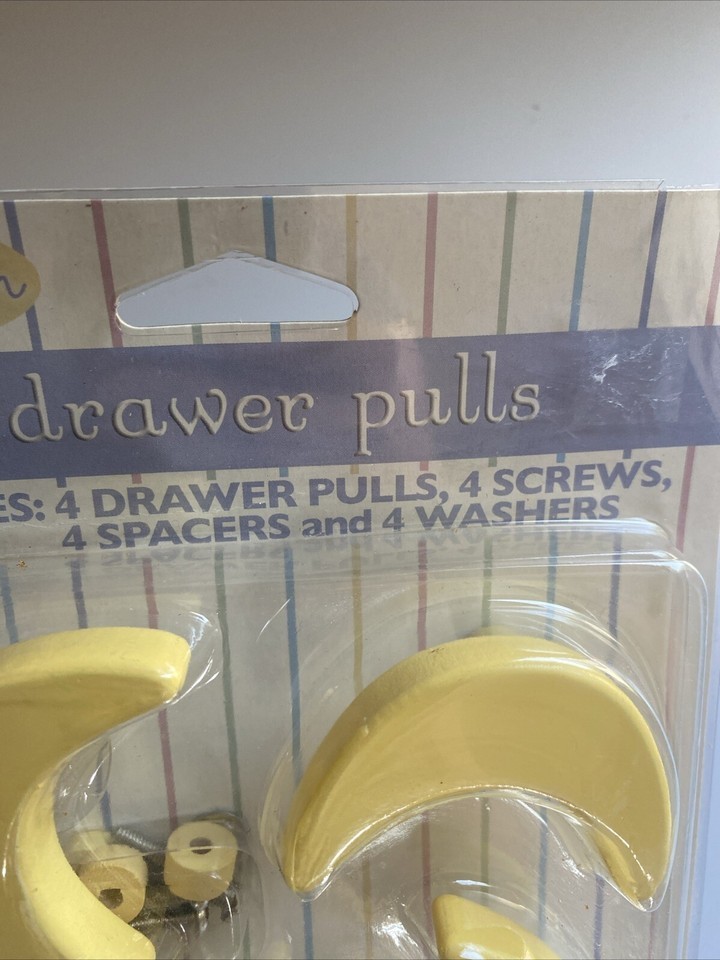 drawer pulls
ES: 4 DRAWER PULLS, 4 SCREWS,
4 SPACERS and 4 WASHERS